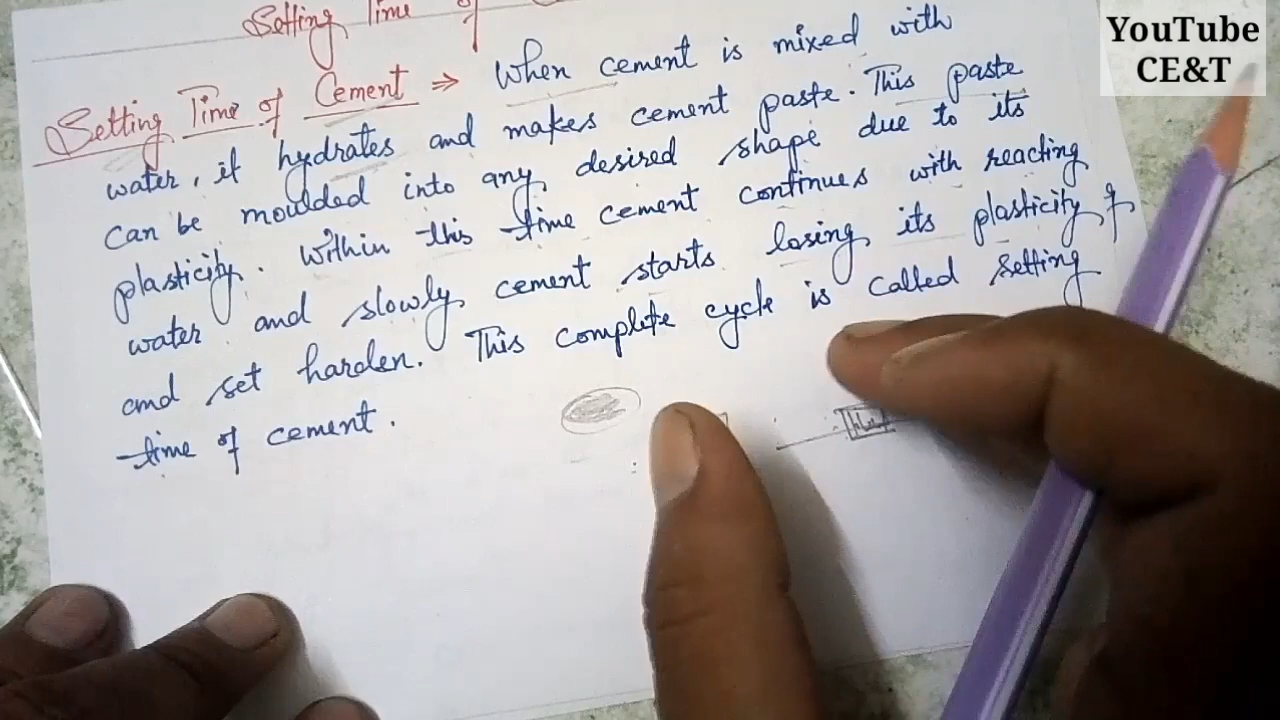 Setting Time of
YouTube
CE&T
Setting Time of Cement ⇒ When cement is mixed with
water, it hydrates and makes cement paste. This paste
can be moulded into any desired shape due to its
plasticity. Within this time cement continues with reacting
water and slowly cement starts losing its plasticity &
and set harden. This complete cycle is called setting
time of cement.